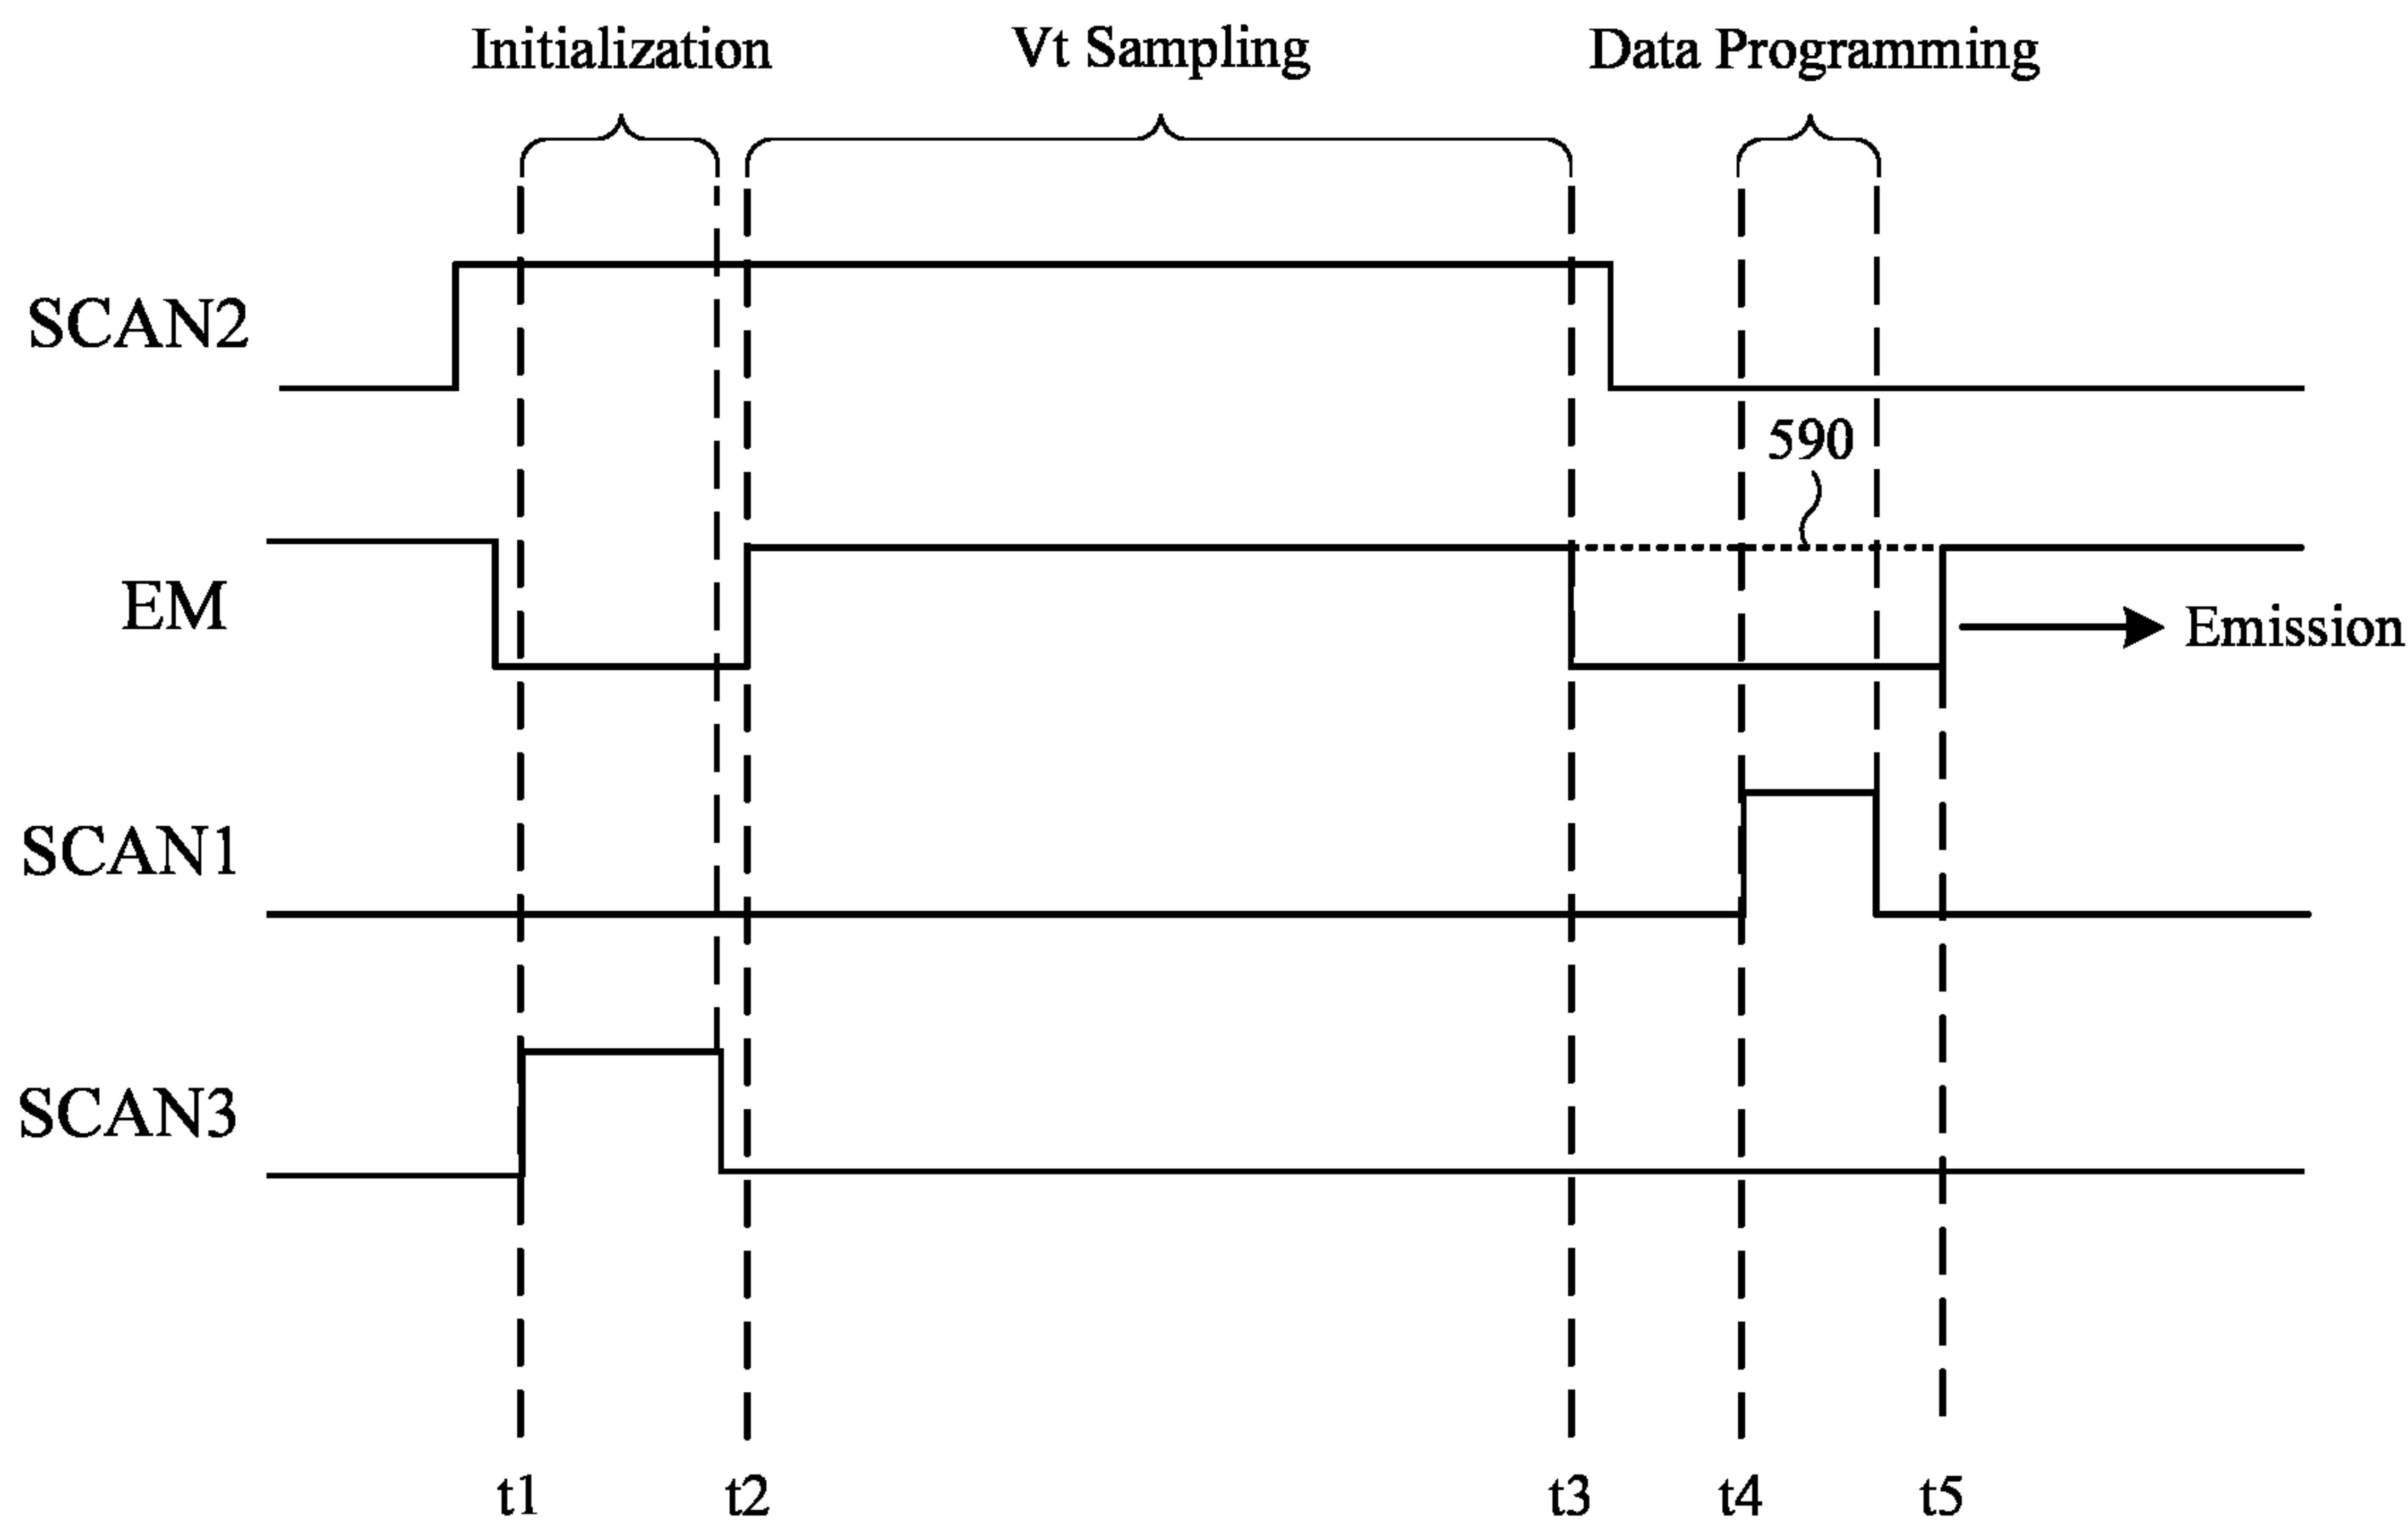 Initialization
Vt Sampling
Data Programming
SCAN2
590
EM
Emission
SCAN1
SCAN3
t1
t2
t3
t4
t5